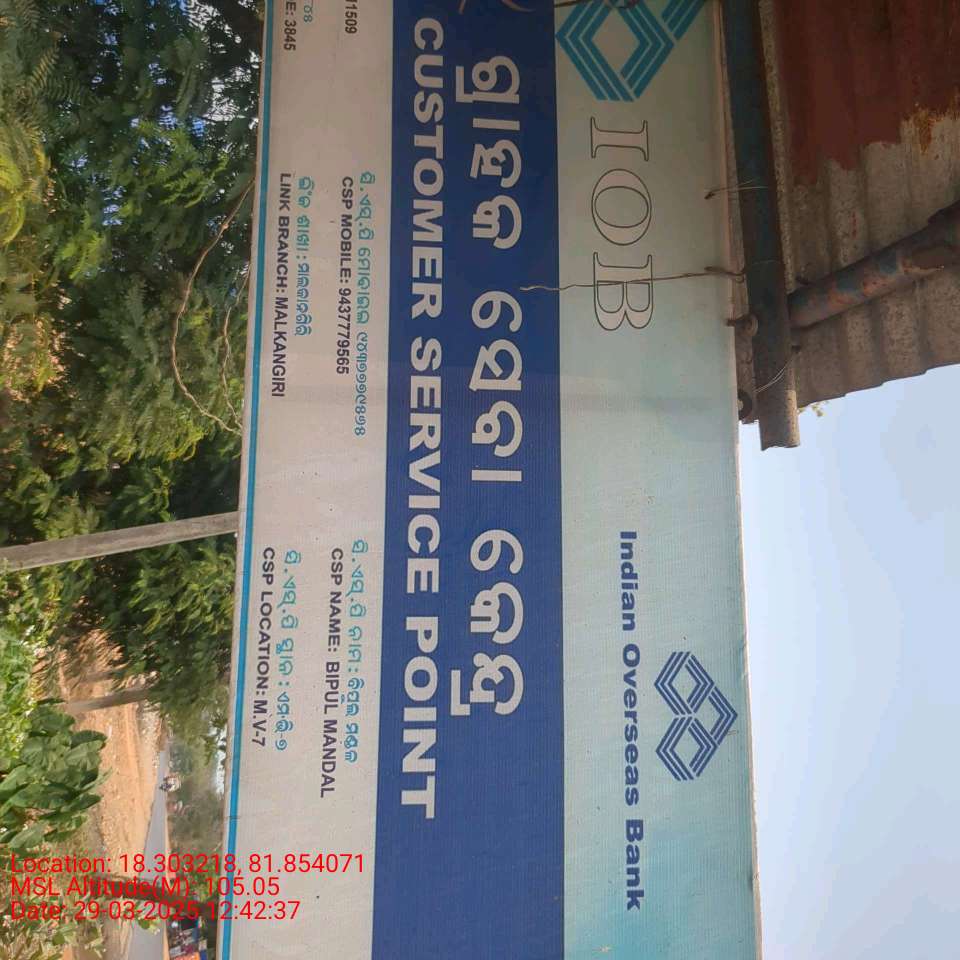 IOB
Indian Overseas Bank
ଗ୍ରାହକ ସେବା କେନ୍ଦ୍ର
CUSTOMER SERVICE POINT
11509
ସି.ଏସ୍.ପି ମୋବାଇଲ ୯୪୩୭୭୭୯୫୬୫
CSP MOBILE: 9437779565
ସି.ଏସ୍.ପି ନାମ: ବିପୁଲ ମଣ୍ଡଳ
CSP NAME: BIPUL MANDAL
E: 3845
ଲିଂକ ଶାଖା: ମାଲକାନଗିରି
LINK BRANCH: MALKANGIRI
ସି.ଏସ୍.ପି ସ୍ଥାନ: ଏମ.ଭି-୭
CSP LOCATION: M.V-7
Location: 18.303218, 81.854071
MSL Altitude(M): 105.05
Date: 29-03-2025 12:42:37